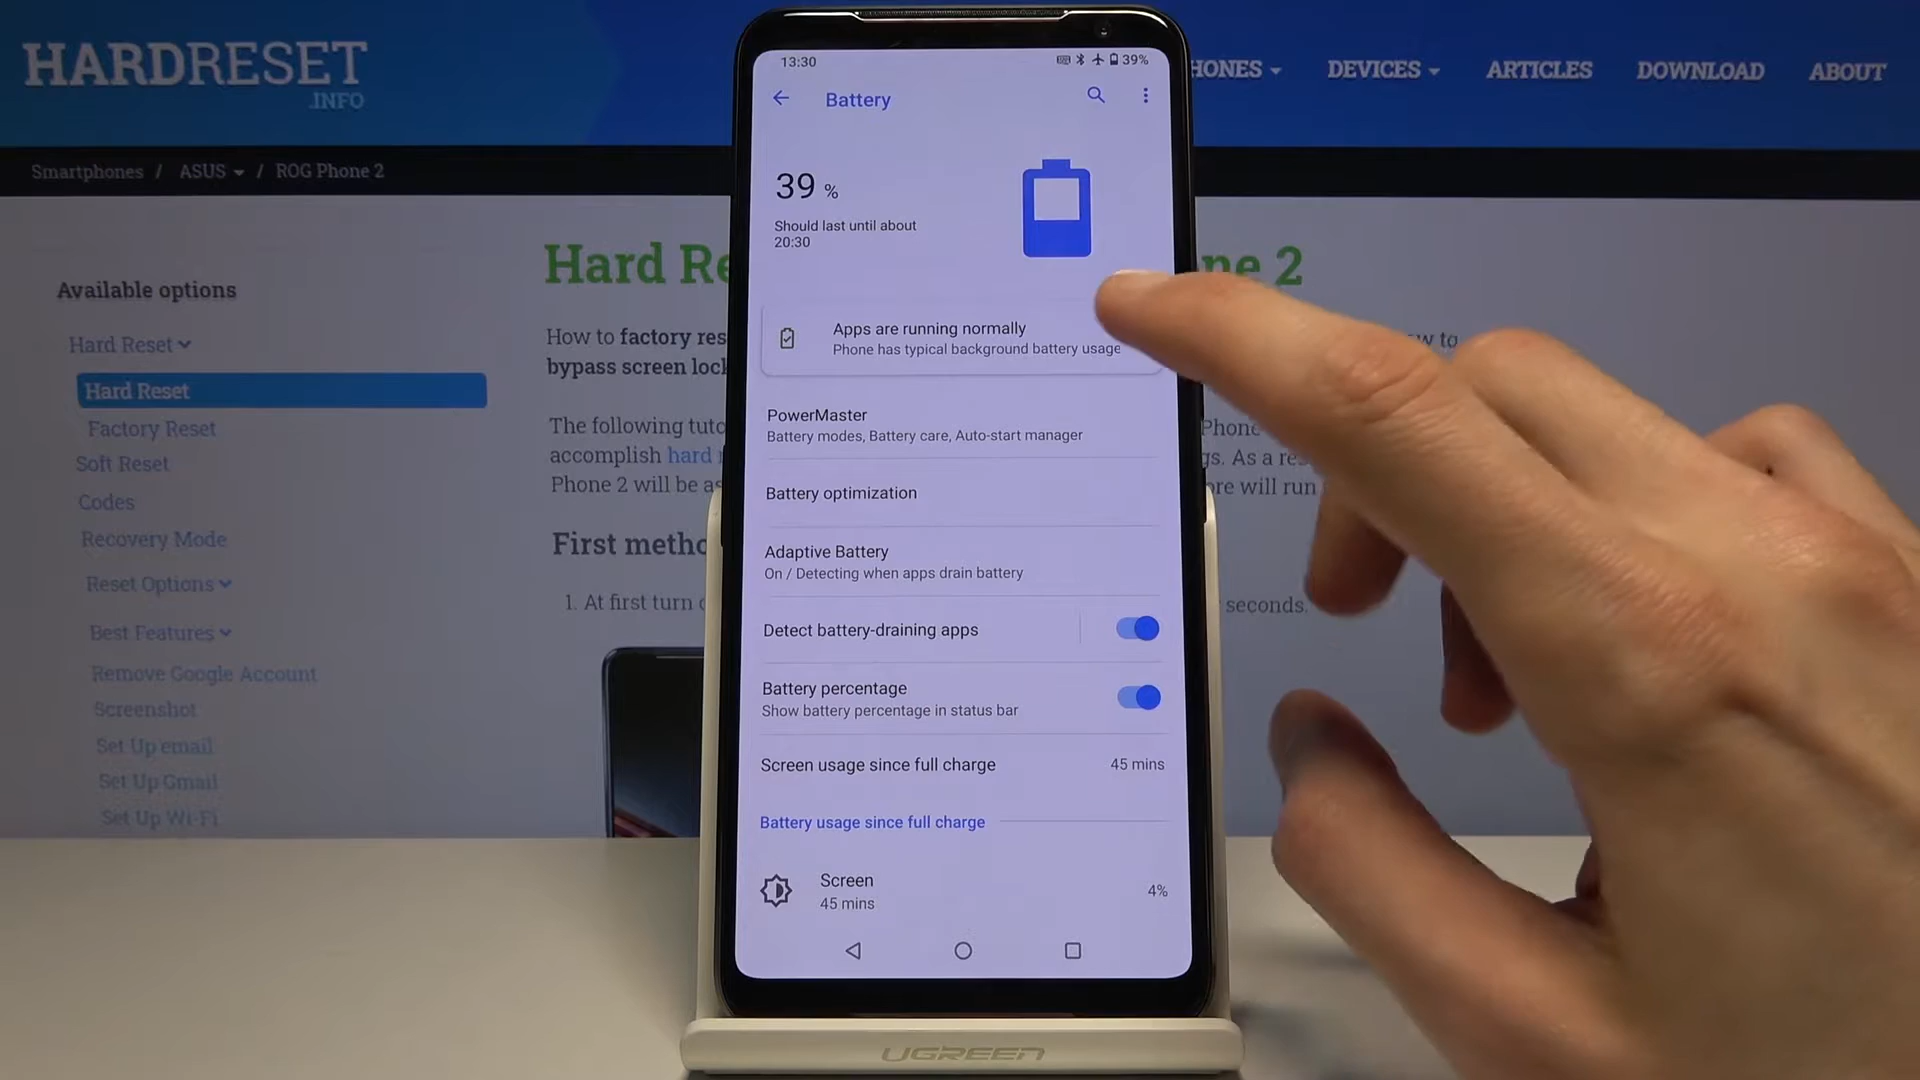 HARDRESET
.INFO
HONES
DEVICES
ARTICLES
DOWNLOAD
ABOUT
Smartphones / ASUS / ROG Phone 2
Available options
Hard Reset
Hard Reset
Factory Reset
Soft Reset
Codes
Recovery Mode
Reset Options
Best Features
Remove Google Account
Screenshot
Set Up email
Set Up Gmail
Set Up Wi-Fi
Hard Re
ne 2
How to factory res
w to
bypass screen lock
The following tuto
Phone
accomplish hard
gs. As a re
Phone 2 will be as
ore will run
First metho
1. At first turn
seconds.
13:30
39%
Battery
39 %
Should last until about
20:30
Apps are running normally
Phone has typical background battery usage
PowerMaster
Battery modes, Battery care, Auto-start manager
Battery optimization
Adaptive Battery
On / Detecting when apps drain battery
Detect battery-draining apps
Battery percentage
Show battery percentage in status bar
Screen usage since full charge
45 mins
Battery usage since full charge
Screen
4%
45 mins
UGREEN